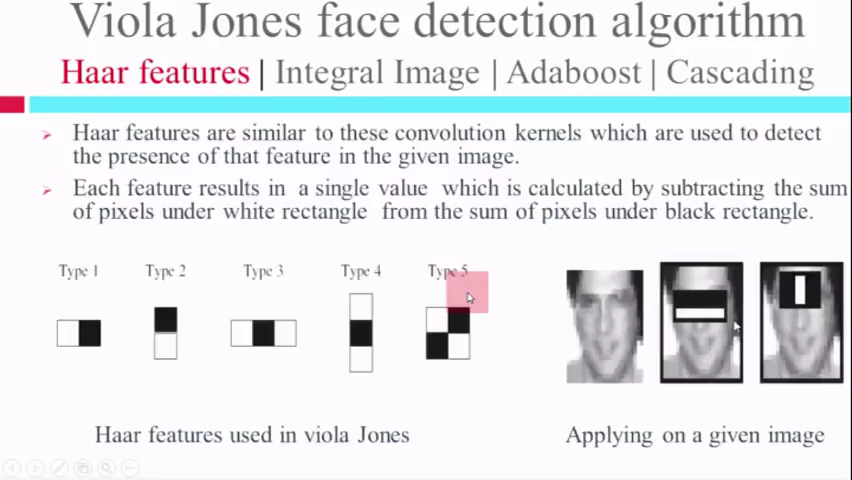 Viola Jones face detection algorithm
Haar features | Integral Image | Adaboost | Cascading
Haar features are similar to these convolution kernels which are used to detect
the presence of that feature in the given image.
Each feature results in a single value which is calculated by subtracting the sum
of pixels under white rectangle from the sum of pixels under black rectangle.
Type 1 Type 2 Type 3 Type 4 Type 5
Haar features used in viola Jones
Applying on a given image